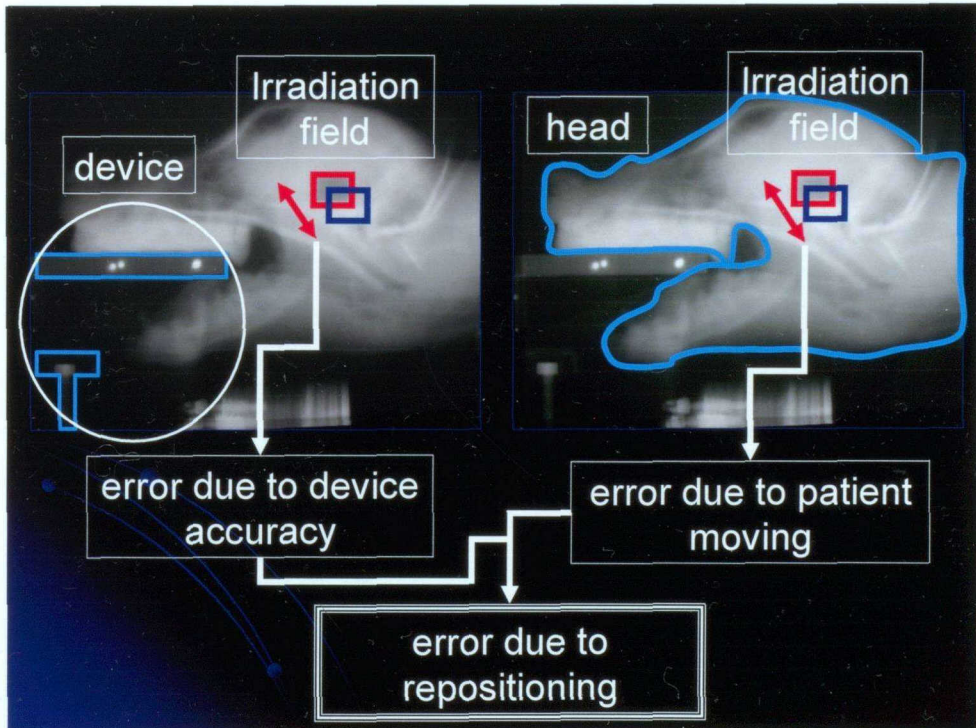 Irradiation
field
device
Irradiation
field
head
error due to device
accuracy
error due to patient
moving
error due to
repositioning